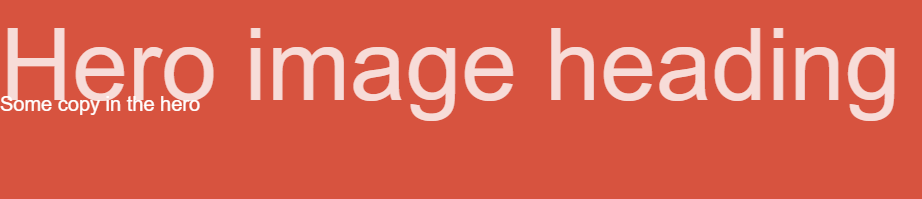 Hero image heading
Some copy in the hero